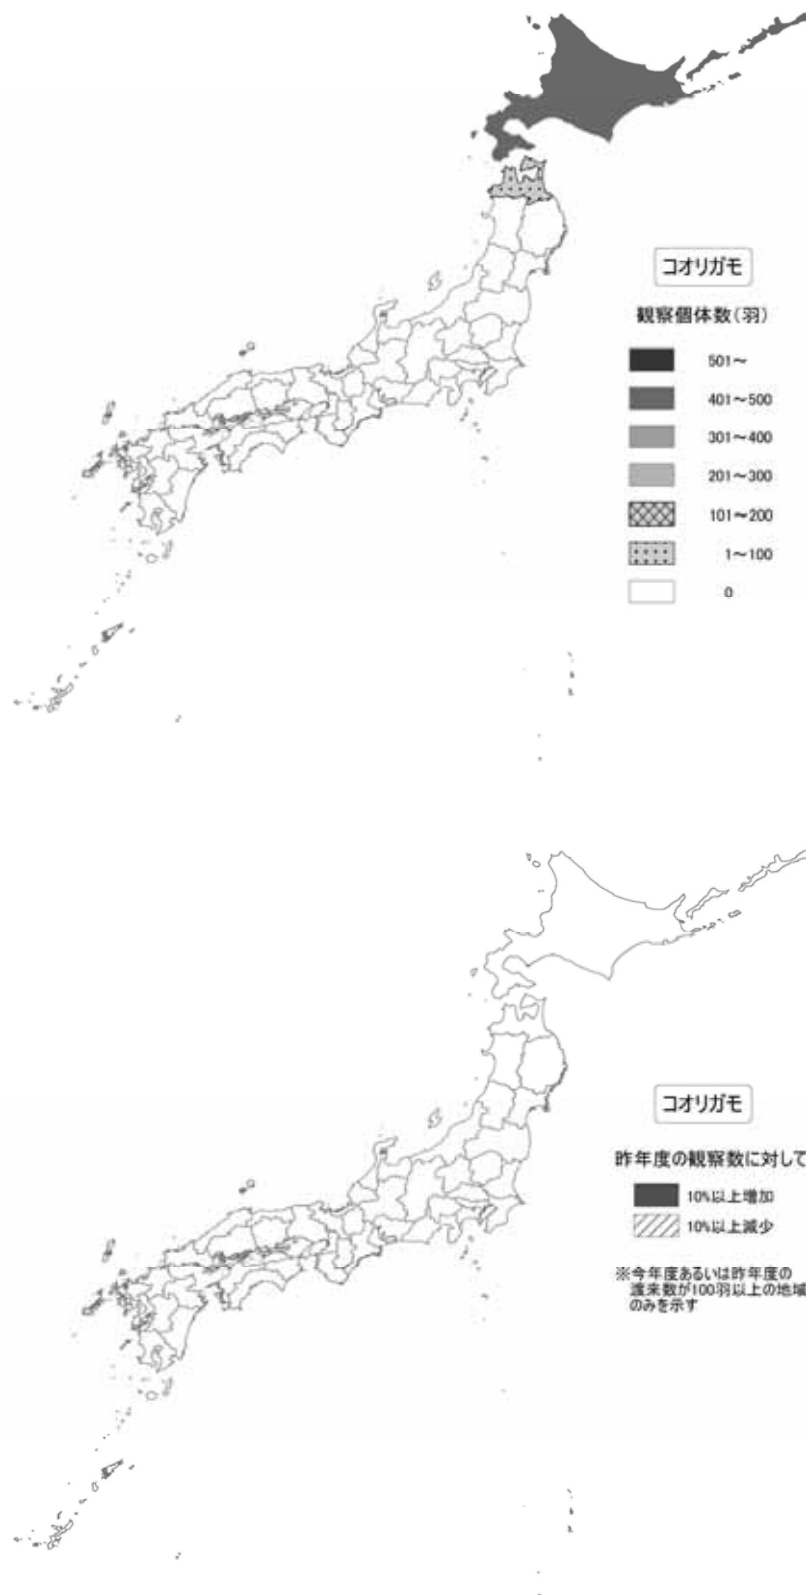 コオリガモ
観察個体数(羽)
501～
401～500
301～400
201～300
101～200
1～100
0
コオリガモ
昨年度の観察数に対して
10%以上増加
10%以上減少
※今年度あるいは昨年度の
渡来数が100羽以上の地域
のみを示す